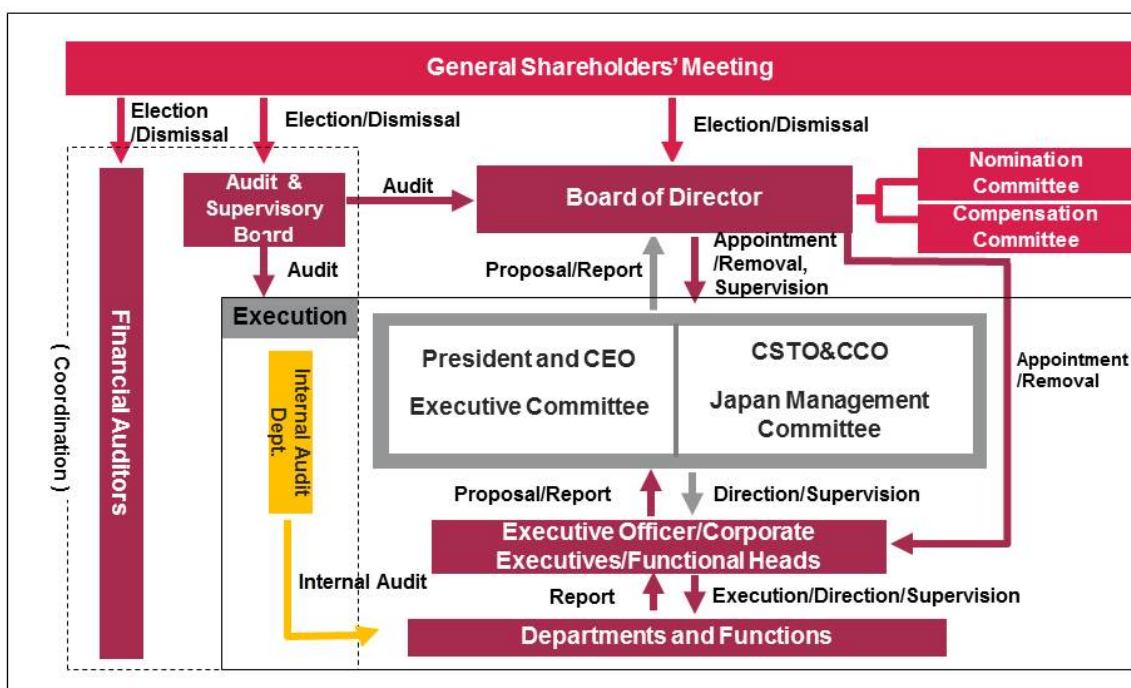 General Shareholders' Meeting
Election
/Dismissal
Election/Dismissal
Election/Dismissal
Nomination
Committee
Compensation
Committee
Audit &
Supervisory
Board
Audit
Board of Director
Audit
Proposal/Report
Appointment
/Removal,
Supervision
Financial Auditors
( Coordination )
Execution
Internal Audit
Dept.
President and CEO
Executive Committee
CSTO&CCO
Japan Management
Committee
Appointment
/Removal
Proposal/Report
Direction/Supervision
Executive Officer/Corporate
Executives/Functional Heads
Internal Audit
Report
Execution/Direction/Supervision
Departments and Functions